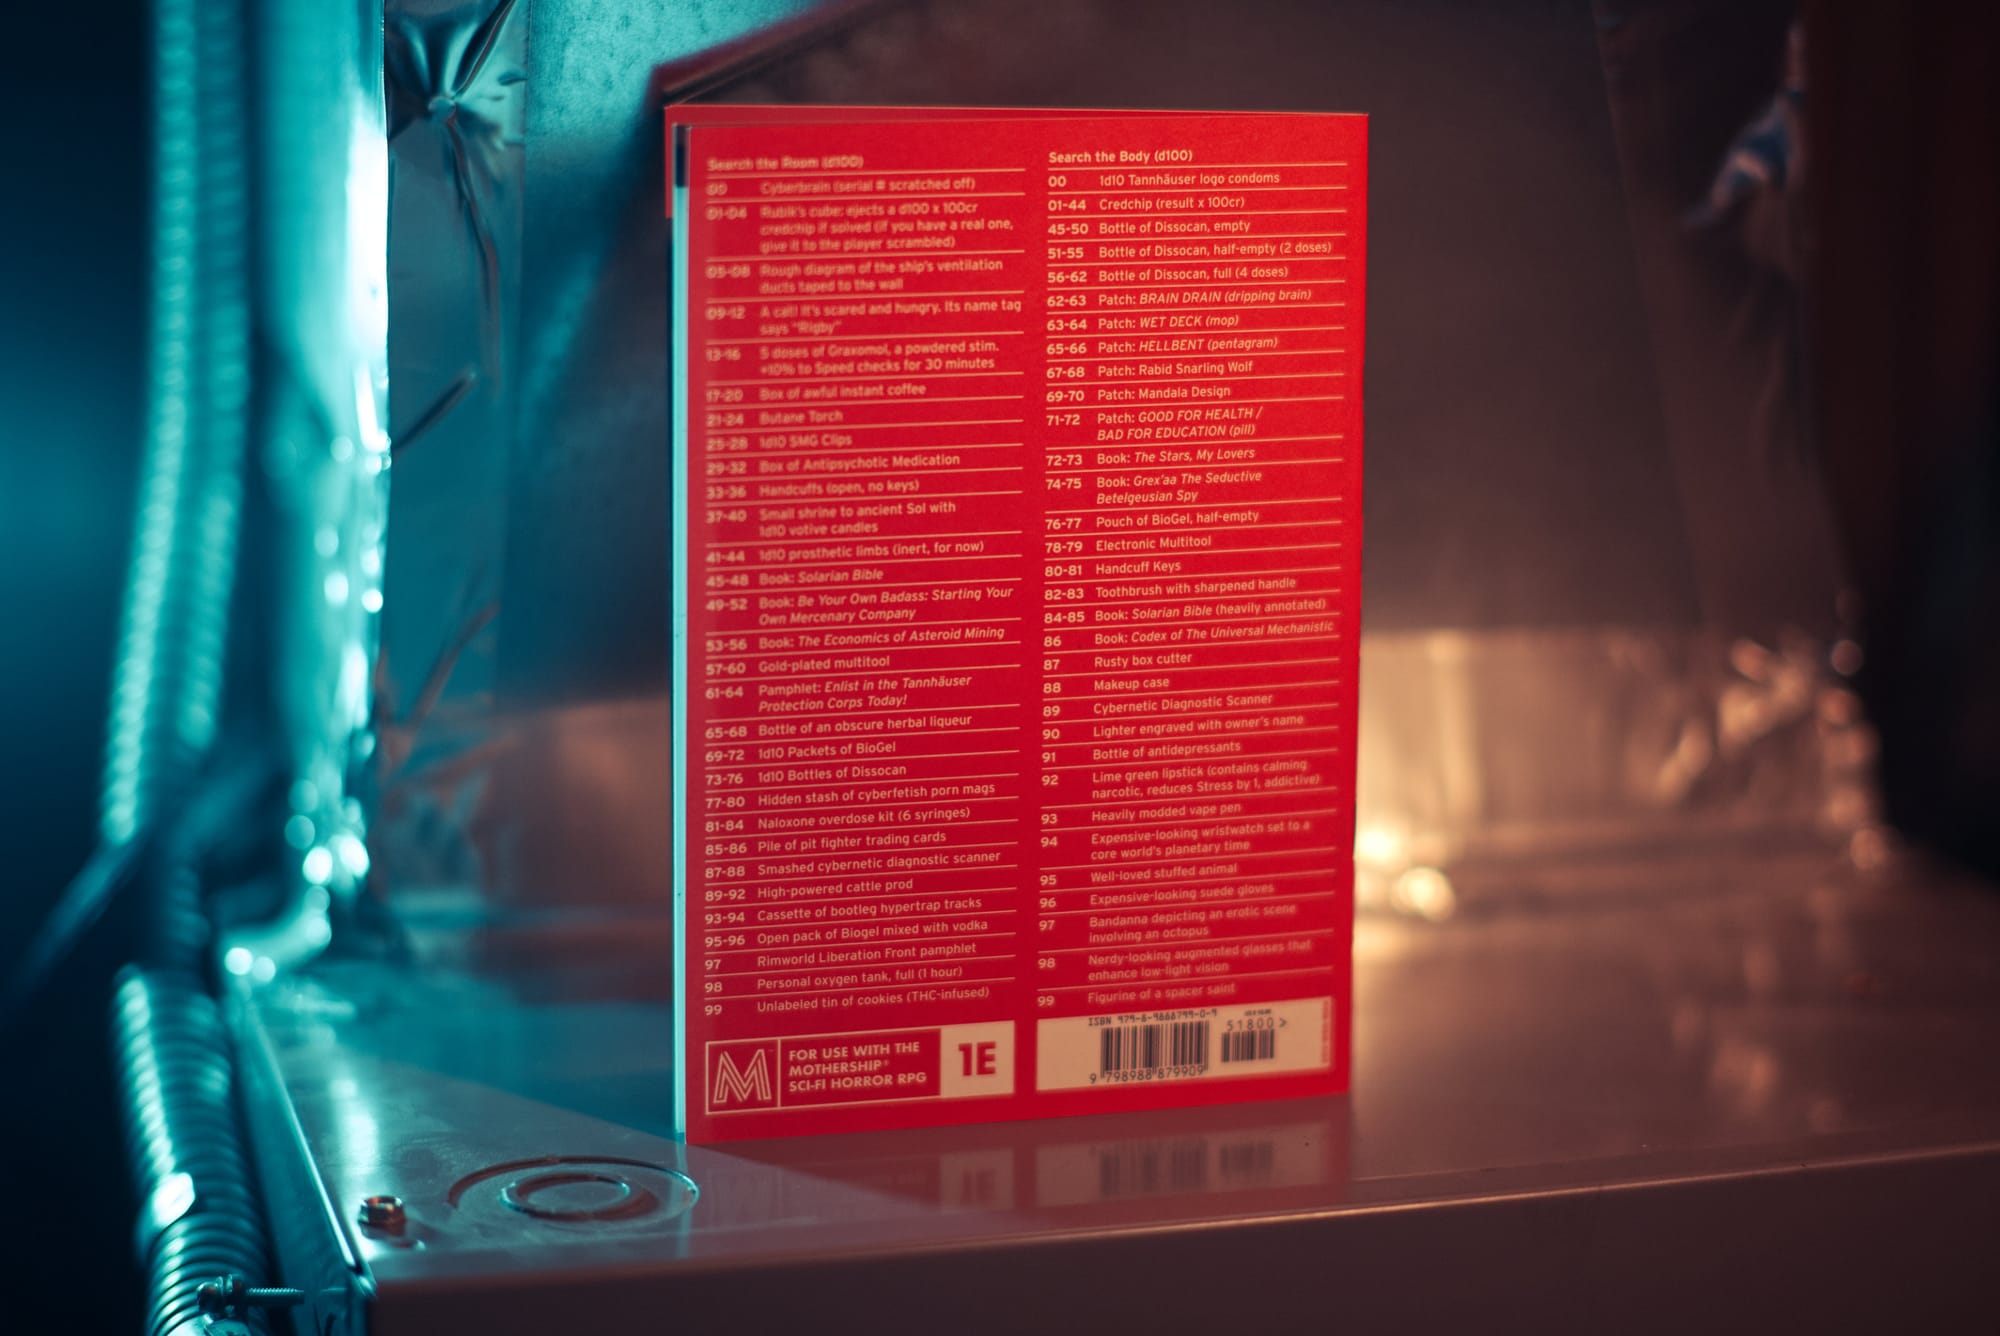 Search the Room (d100)
00 Cyberbrain (serial # scratched off)
01-04 Rubik's cube: ejects a d100 x 100cr
credchip if solved (if you have a real one,
give it to the player scrambled)
05-08 Rough diagram of the ship's ventilation
ducts taped to the wall
09-12 A cat! It's scared and hungry. Its name tag
says "Rigby"
13-16 5 doses of Graxomol, a powdered stim.
+10% to Speed checks for 30 minutes
17-20 Box of awful instant coffee
21-24 Butane Torch
25-28 1d10 SMG Clips
29-32 Box of Antipsychotic Medication
33-36 Handcuffs (open, no keys)
37-40 Small shrine to ancient Sol with
1d10 votive candles
41-44 1d10 prosthetic limbs (inert, for now)
45-48 Book: Solarian Bible
49-52 Book: Be Your Own Badass: Starting Your
Own Mercenary Company
53-56 Book: The Economics of Asteroid Mining
57-60 Gold-plated multitool
61-64 Pamphlet: Enlist in the Tannhäuser
Protection Corps Today!
65-68 Bottle of an obscure herbal liqueur
69-72 1d10 Packets of BioGel
73-76 1d10 Bottles of Dissocan
77-80 Hidden stash of cyberfetish porn mags
81-84 Naloxone overdose kit (6 syringes)
85-86 Pile of pit fighter trading cards
87-88 Smashed cybernetic diagnostic scanner
89-92 High-powered cattle prod
93-94 Cassette of bootleg hypertrap tracks
95-96 Open pack of Biogel mixed with vodka
97 Rimworld Liberation Front pamphlet
98 Personal oxygen tank, full (1 hour)
99 Unlabeled tin of cookies (THC-infused)
M
FOR USE WITH THE
MOTHERSHIP®
SCI-FI HORROR RPG
1E
Search the Body (d100)
00 1d10 Tannhäuser logo condoms
01-44 Credchip (result x 100cr)
45-50 Bottle of Dissocan, empty
51-55 Bottle of Dissocan, half-empty (2 doses)
56-62 Bottle of Dissocan, full (4 doses)
62-63 Patch: BRAIN DRAIN (dripping brain)
63-64 Patch: WET DECK (mop)
65-66 Patch: HELLBENT (pentagram)
67-68 Patch: Rabid Snarling Wolf
69-70 Patch: Mandala Design
71-72 Patch: GOOD FOR HEALTH /
BAD FOR EDUCATION (pill)
72-73 Book: The Stars, My Lovers
74-75 Book: Grex'aa The Seductive
Betelgeusian Spy
76-77 Pouch of BioGel, half-empty
78-79 Electronic Multitool
80-81 Handcuff Keys
82-83 Toothbrush with sharpened handle
84-85 Book: Solarian Bible (heavily annotated)
86 Book: Codex of The Universal Mechanistic
87 Rusty box cutter
88 Makeup case
89 Cybernetic Diagnostic Scanner
90 Lighter engraved with owner's name
91 Bottle of antidepressants
92 Lime green lipstick (contains calming
narcotic, reduces Stress by 1, addictive)
93 Heavily modded vape pen
94 Expensive-looking wristwatch set to a
core world's planetary time
95 Well-loved stuffed animal
96 Expensive-looking suede gloves
97 Bandanna depicting an erotic scene
involving an octopus
98 Nerdy-looking augmented glasses that
enhance low-light vision
99 Figurine of a spacer saint
ISBN 979-8-9888799-0-9
51800>
9 798988 879909